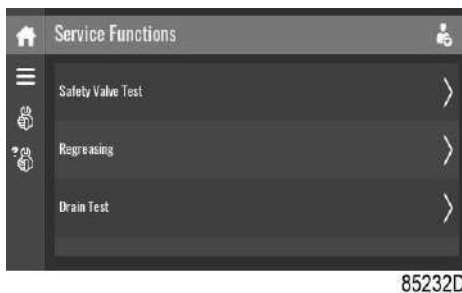 Service Functions
Safety Valve Test
Regreasing
Drain Test
85232D